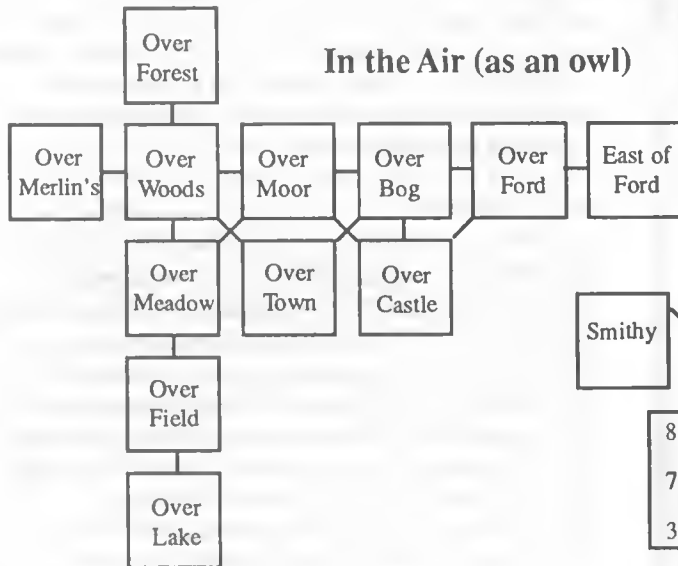 In the Air (as an owl)
Over
Forest
Over
Merlin's
Over
Woods
Over
Moor
Over
Bog
Over
Ford
East of
Ford
Over
Meadow
Over
Town
Over
Castle
Smithy
Over
Field
8
7
3
Over
Lake